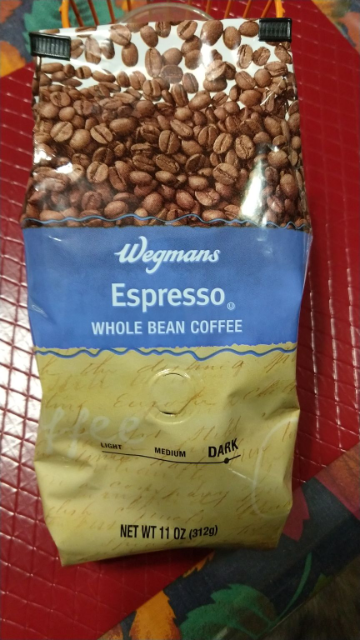 Wegmans
Espresso
WHOLE BEAN COFFEE
LIGHT MEDIUM DARK
NET WT 11 OZ (312g)